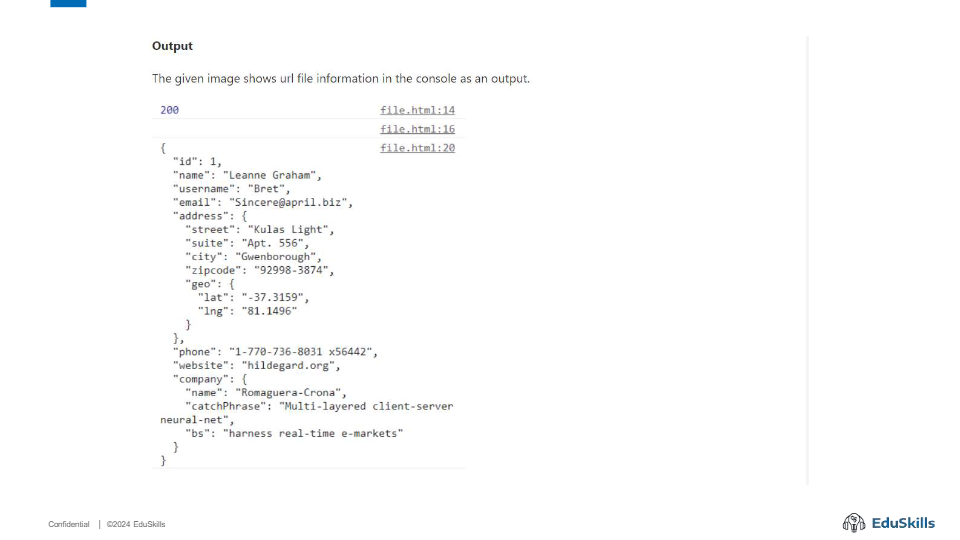 Output
The given image shows url file information in the console as an output.
200 file.html:14
file.html:16
{ file.html:20
"id": 1,
"name": "Leanne Graham",
"username": "Bret",
"email": "Sincere@april.biz",
"address": {
"street": "Kulas Light",
"suite": "Apt. 556",
"city": "Gwenborough",
"zipcode": "92998-3874",
"geo": {
"lat": "-37.3159",
"lng": "81.1496"
}
},
"phone": "1-770-736-8031 x56442",
"website": "hildegard.org",
"company": {
"name": "Romaguera-Crona",
"catchPhrase": "Multi-layered client-server
neural-net",
"bs": "harness real-time e-markets"
}
}
Confidential | ©2024 EduSkills
EduSkills